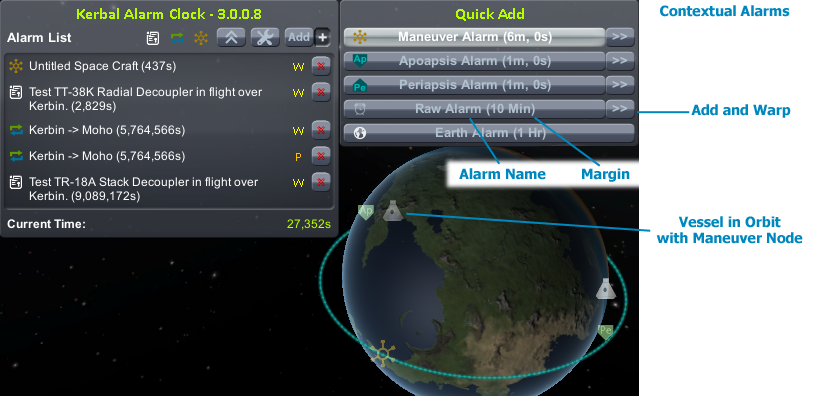 Kerbal Alarm Clock - 3.0.0.8
Alarm List
Add
+
Untitled Space Craft (437s)
W
Test TT-38K Radial Decoupler in flight over
Kerbin. (2,829s)
W
Kerbin -> Moho (5,764,566s)
W
Kerbin -> Moho (5,764,566s)
P
Test TR-18A Stack Decoupler in flight over
Kerbin. (9,089,172s)
W
Current Time: 27,352s
Quick Add
Maneuver Alarm (6m, 0s) >>
Ap Apoapsis Alarm (1m, 0s) >>
Pe Periapsis Alarm (1m, 0s) >>
Raw Alarm (10 Min) >>
Earth Alarm (1 Hr)
Contextual Alarms
Add and Warp
Alarm Name
Margin
Vessel in Orbit
with Maneuver Node
Ap
Pe